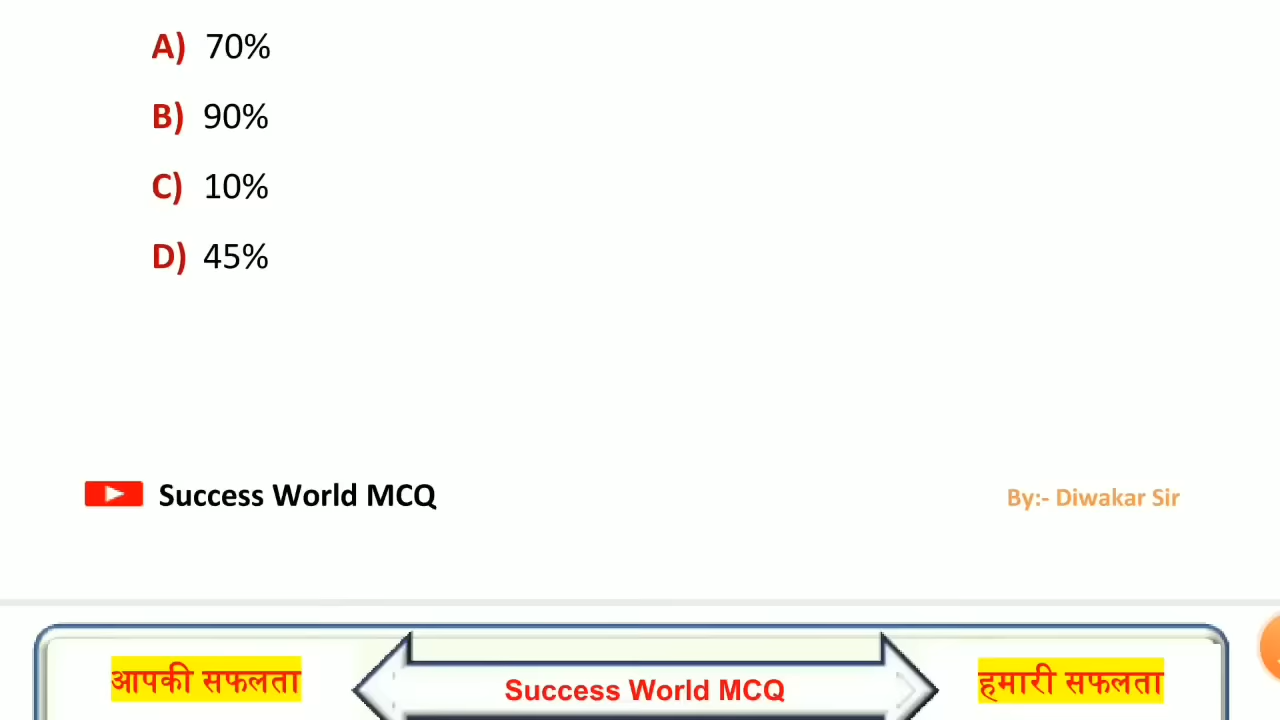 A) 70%
B) 90%
C) 10%
D) 45%
Success World MCQ
By:- Diwakar Sir
आपकी सफलता
Success World MCQ
हमारी सफलता